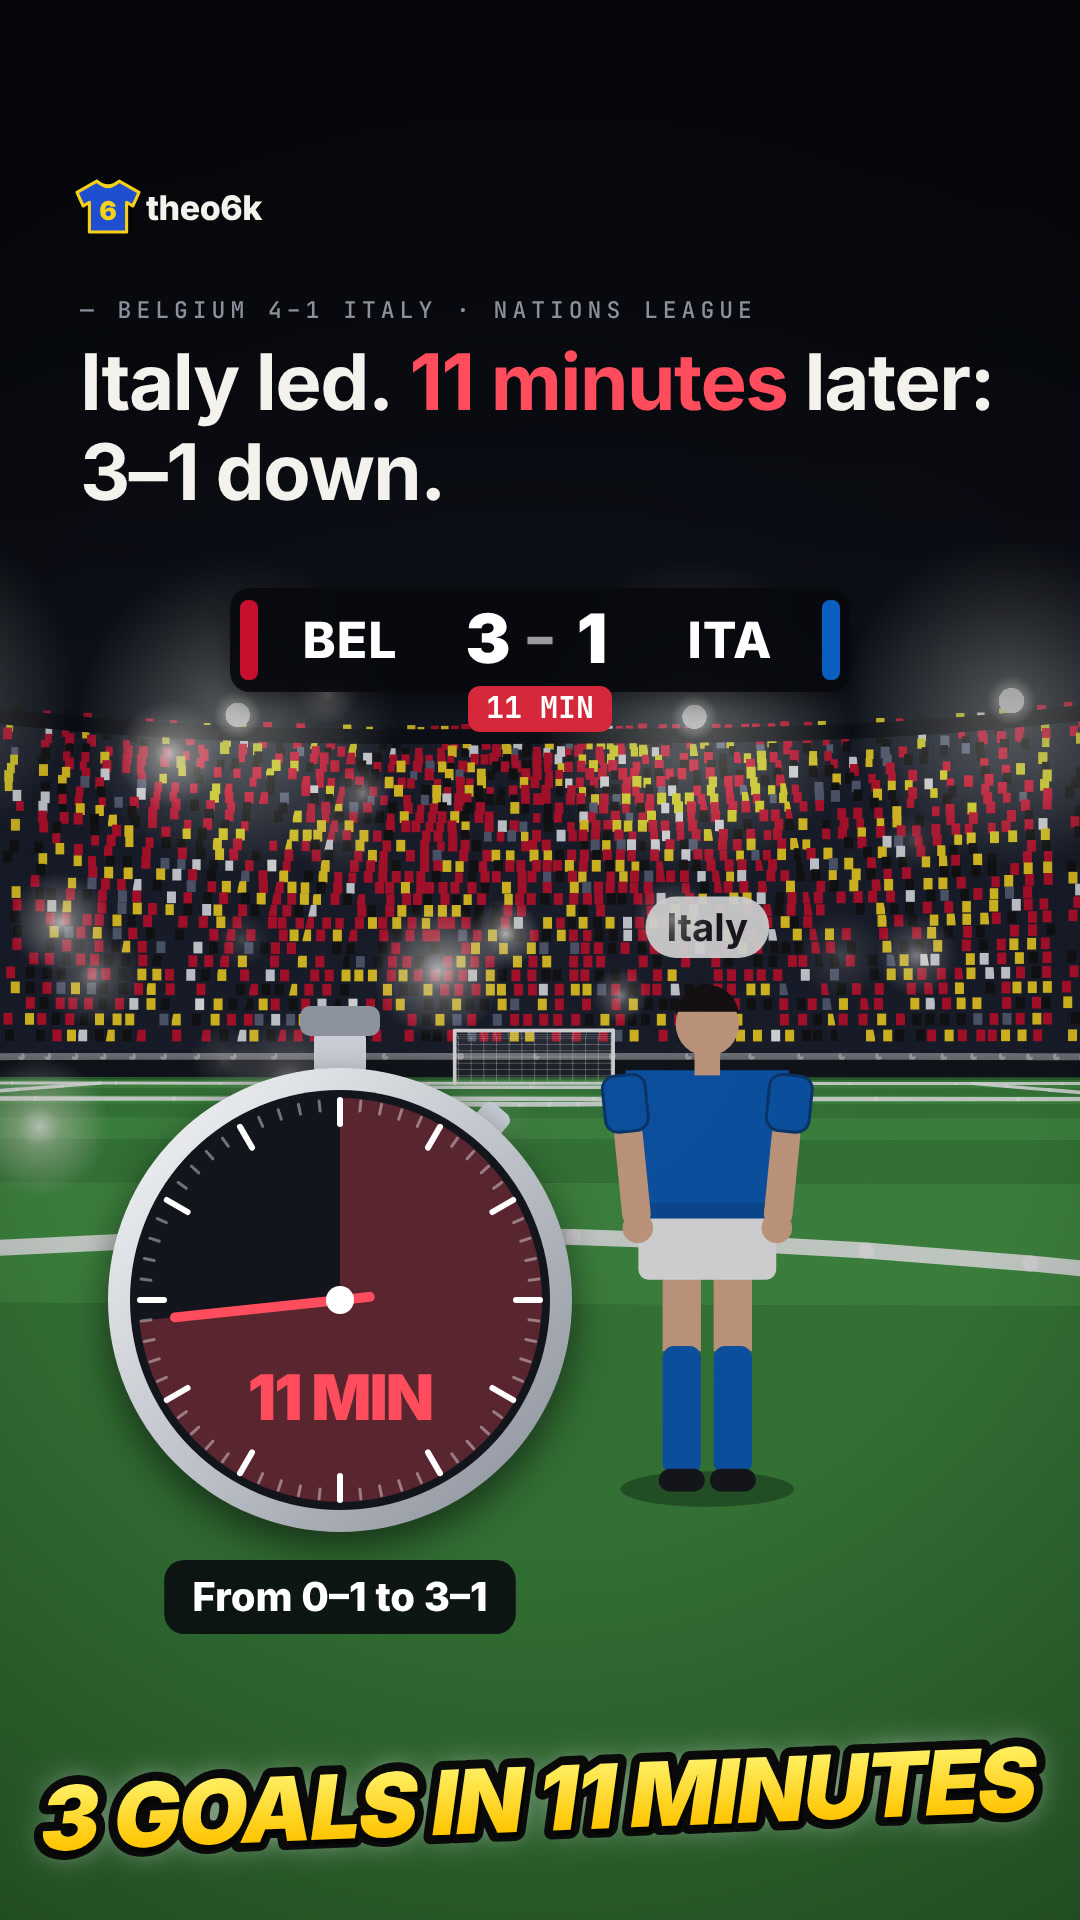 6 theo6k
— BELGIUM 4–1 ITALY · NATIONS LEAGUE
Italy led. 11 minutes later:
3–1 down.
BEL 3 - 1 ITA
11 MIN
Italy
11 MIN
From 0–1 to 3–1
3 GOALS IN 11 MINUTES